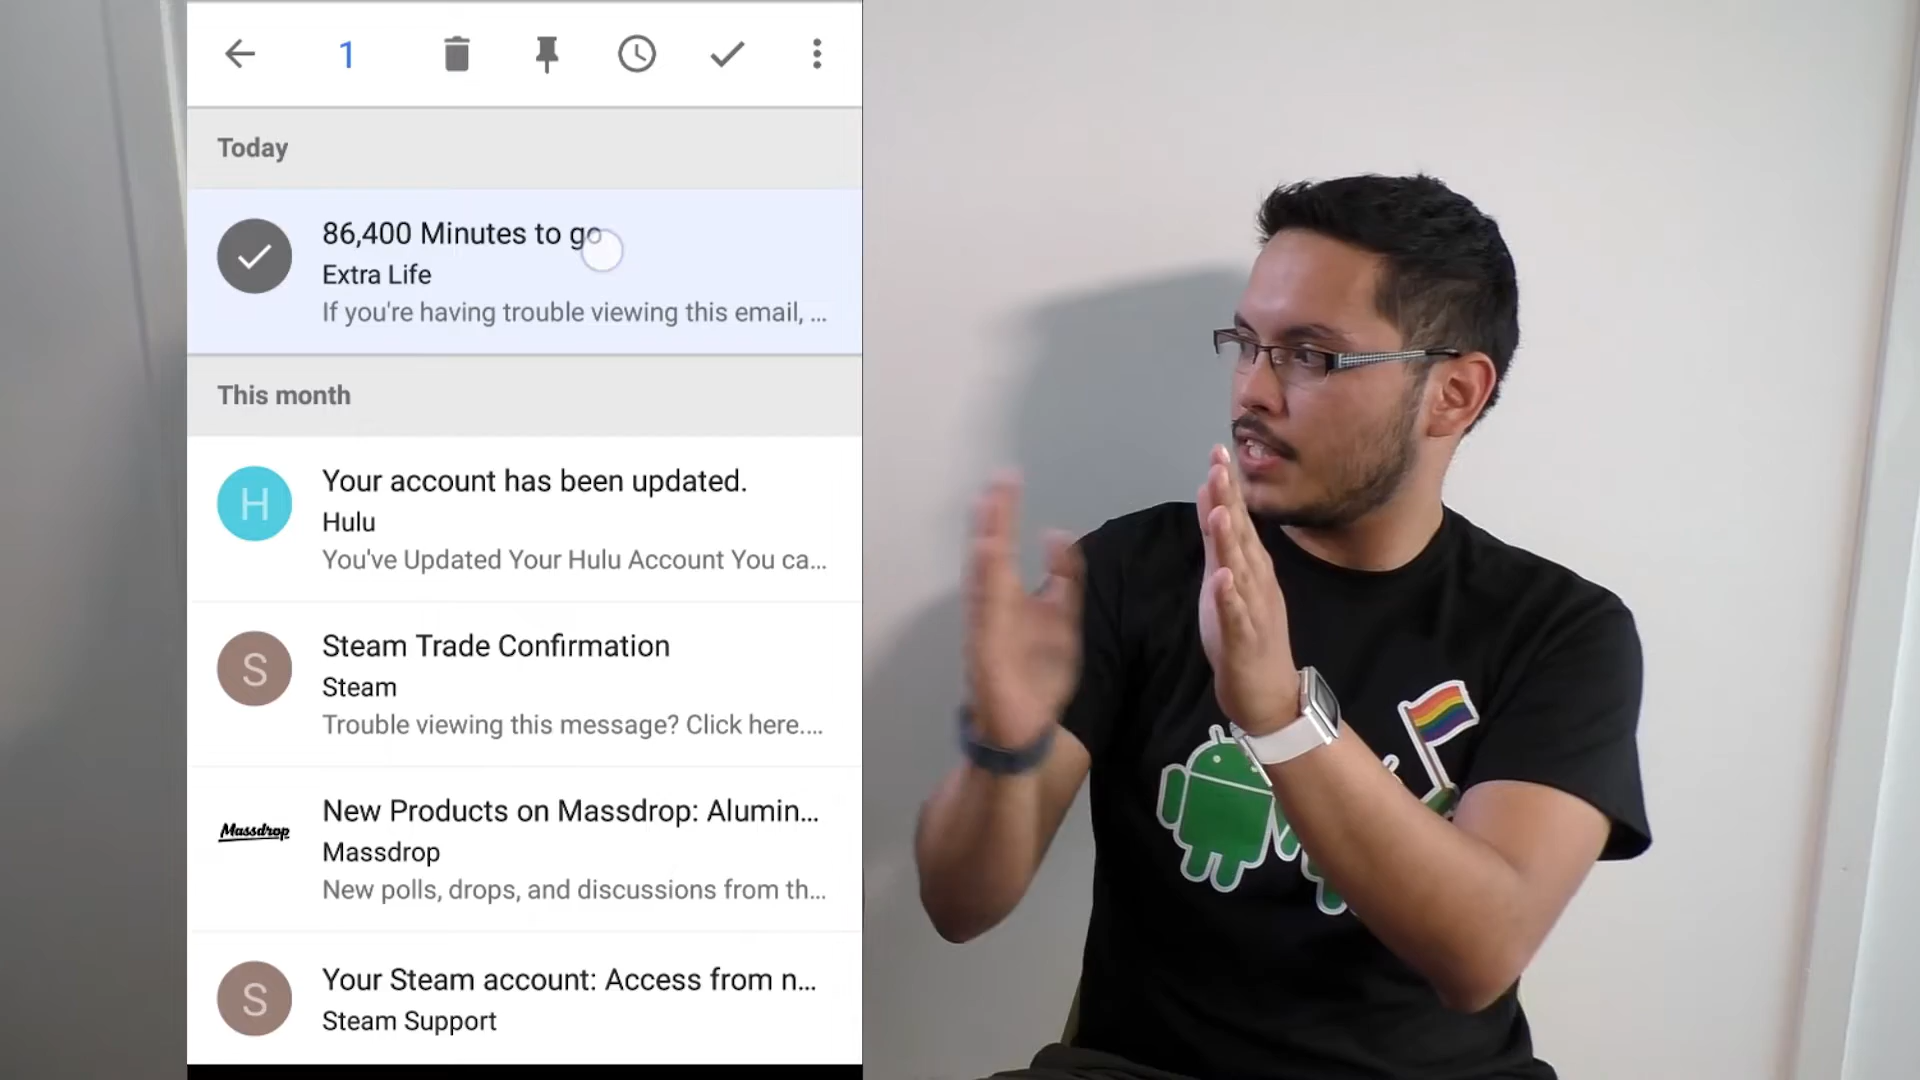 1
Today
86,400 Minutes to go
Extra Life
If you're having trouble viewing this email, ...
This month
H
Your account has been updated.
Hulu
You've Updated Your Hulu Account You ca...
S
Steam Trade Confirmation
Steam
Trouble viewing this message? Click here....
Massdrop
New Products on Massdrop: Alumin...
Massdrop
New polls, drops, and discussions from th...
S
Your Steam account: Access from n...
Steam Support